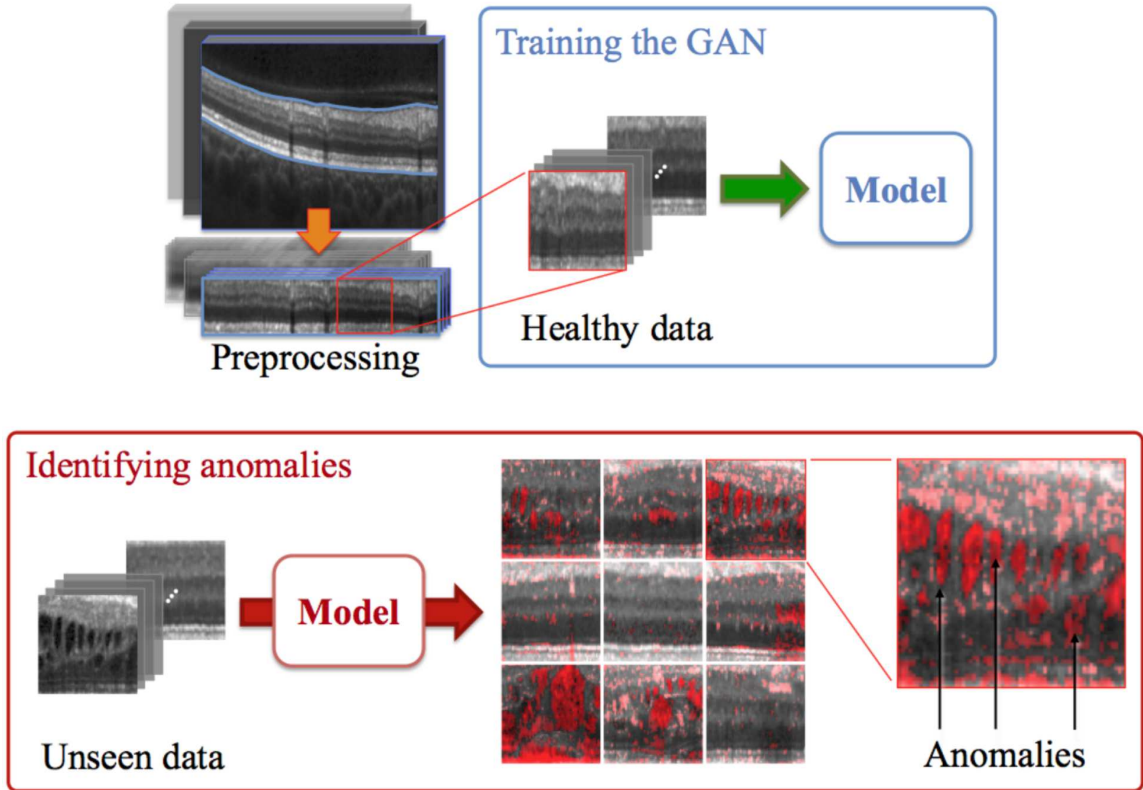 Training the GAN
Model
Healthy data
Preprocessing
Identifying anomalies
Model
Unseen data
Anomalies